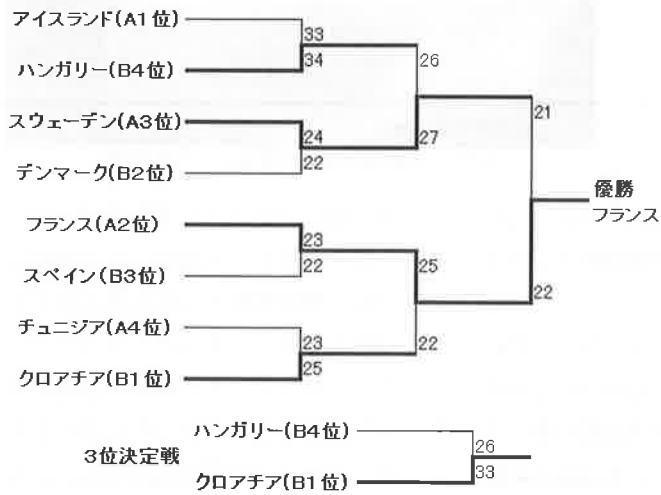 アイスランド(A1位)
33
34
ハンガリー(B4位)
26
スウェーデン(A3位)
24
27
22
デンマーク(B2位)
21
優勝
フランス
フランス(A2位)
23
22
25
22
スペイン(B3位)
チュニジア(A4位)
23
22
25
クロアチア(B1位)
ハンガリー(B4位)
26
3位決定戦
33
クロアチア(B1位)